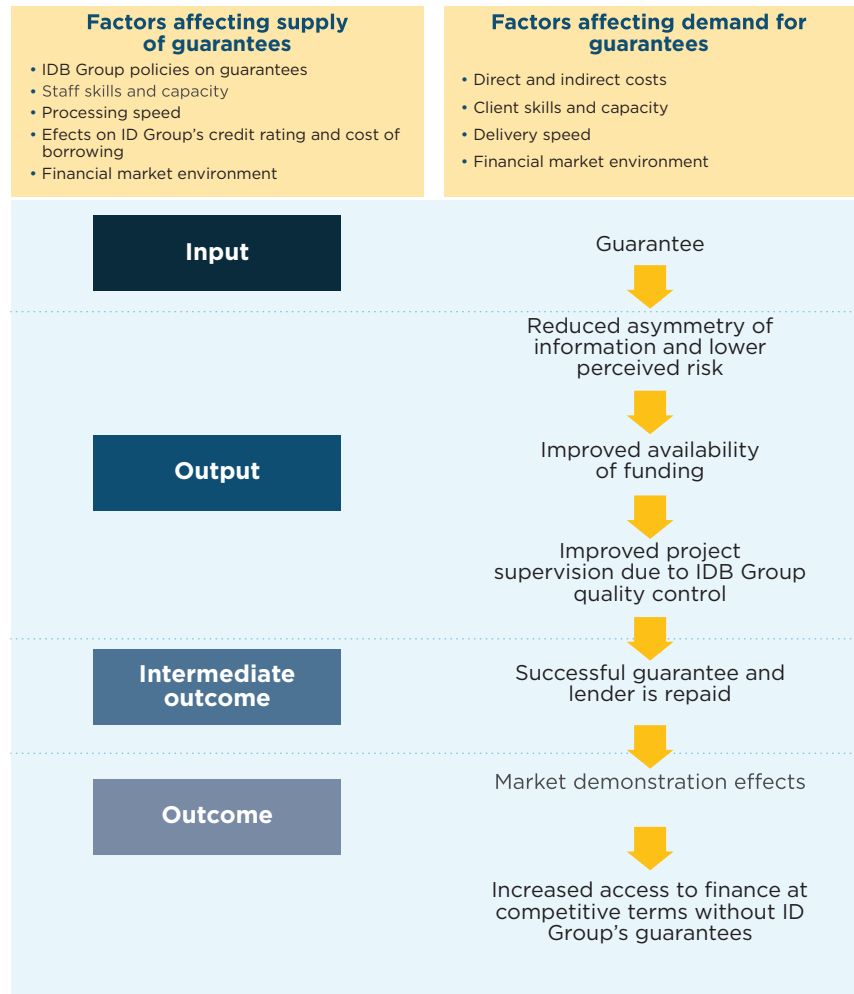 Factors affecting supply
of guarantees
• IDB Group policies on guarantees
• Staff skills and capacity
• Processing speed
• Efects on ID Group's credit rating and cost of
borrowing
• Financial market environment
Factors affecting demand for
guarantees
• Direct and indirect costs
• Client skills and capacity
• Delivery speed
• Financial market environment
Input
Guarantee
Output
Reduced asymmetry of
information and lower
perceived risk
Improved availability
of funding
Improved project
supervision due to IDB Group
quality control
Intermediate
outcome
Successful guarantee and
lender is repaid
Outcome
Market demonstration effects
Increased access to finance at
competitive terms without ID
Group's guarantees